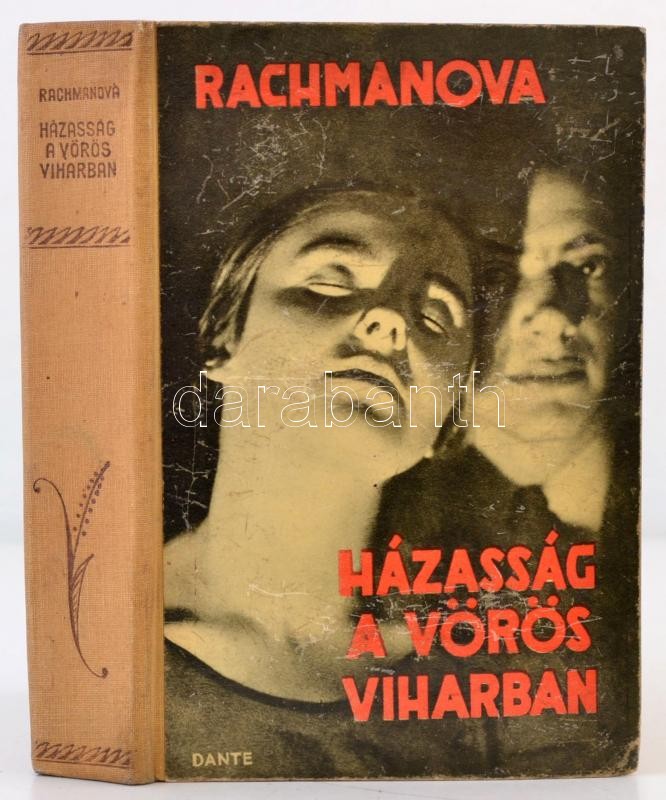 RACHMANOVA
HÁZASSÁG
A VÖRÖS
VIHARBAN
RACHMANOVA
darabanth
HÁZASSÁG
A VÖRÖS
VIHARBAN
DANTE